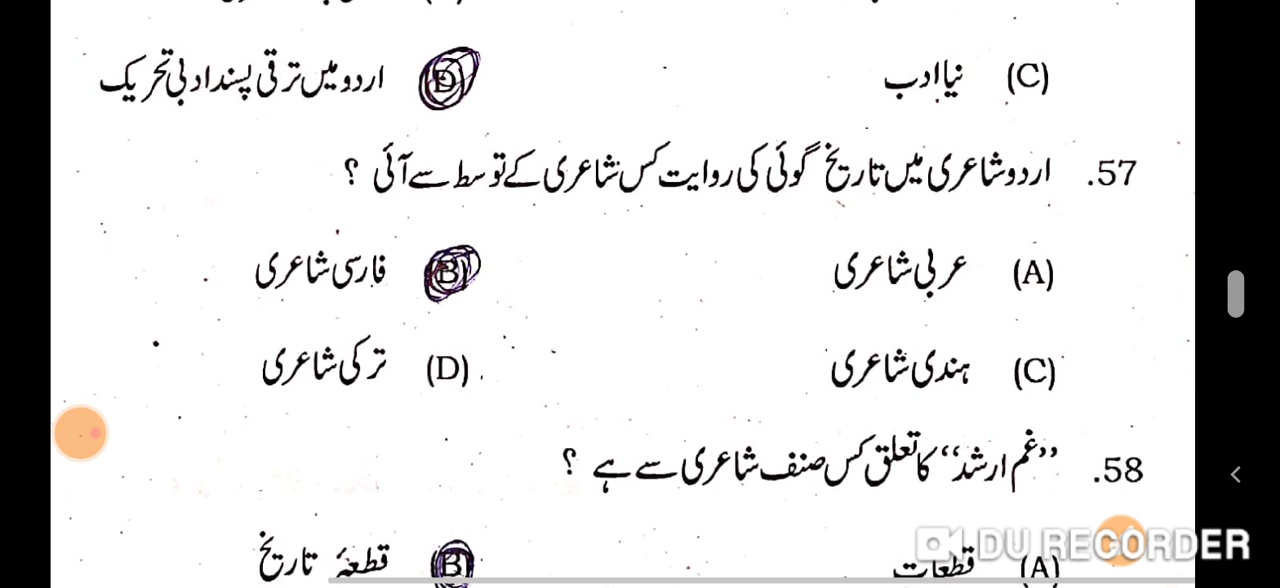 (C) نیا ادب (D) اردو میں ترقی پسند ادبی تحریک
57. اردو شاعری میں تاریخ گوئی کی روایت کس شاعری کے توسط سے آئی ؟
(A) عربی شاعری (B) فارسی شاعری
(C) ہندی شاعری (D) ترکی شاعری
58. ”غم ارشد“ کا تعلق کس صنف شاعری سے ہے ؟
(A) قطعات (B) قطعۂ تاریخ
DU RECORDER